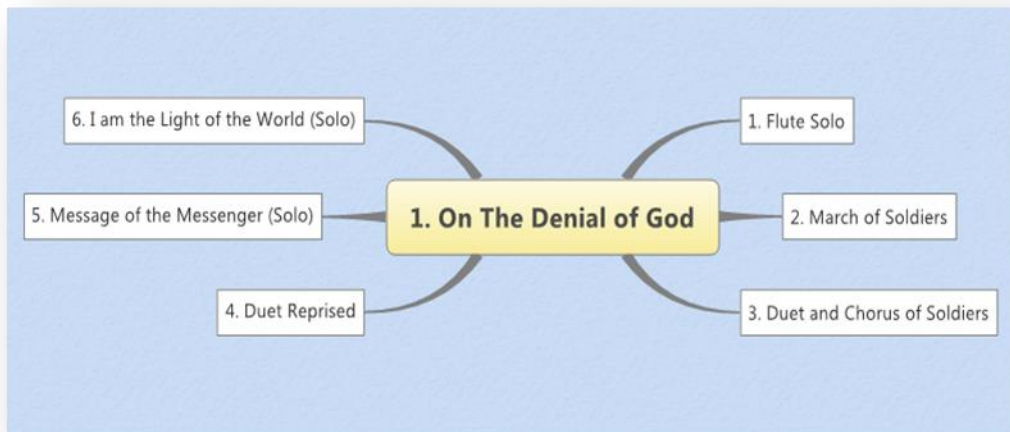 1. On The Denial of God
1. Flute Solo
2. March of Soldiers
3. Duet and Chorus of Soldiers
4. Duet Reprised
5. Message of the Messenger (Solo)
6. I am the Light of the World (Solo)